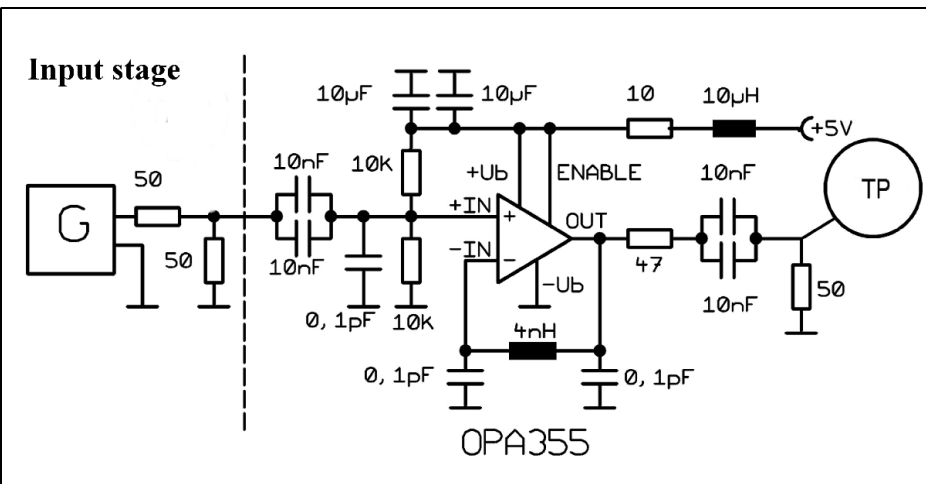 Input stage
10µF
10µF
10
10µH
+5V
10nF
10K
+Ub
ENABLE
10nF
TP
50
+IN
+
OUT
G
-IN
-
50
10nF
47
-Ub
10nF
50
0,1pF
10K
4nH
0,1pF
0,1pF
OPA355